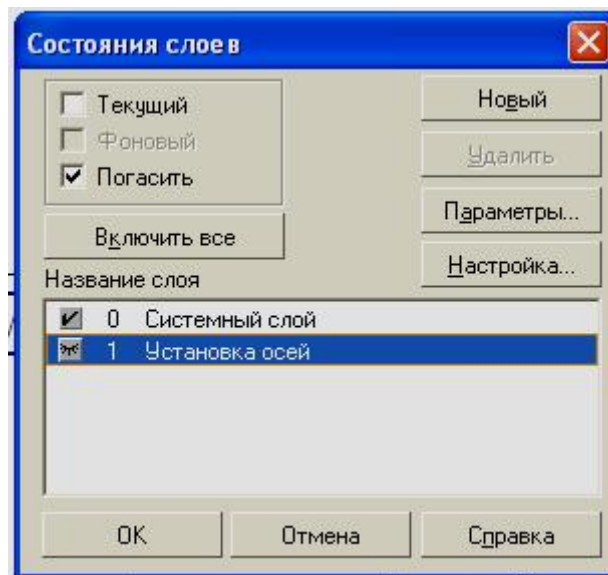 Состояния слоев
Текущий
Фоновый
Погасить
Включить все
Новый
Удалить
Параметры...
Настройка...
Название слоя
0 Системный слой
1 Установка осей
OK
Отмена
Справка